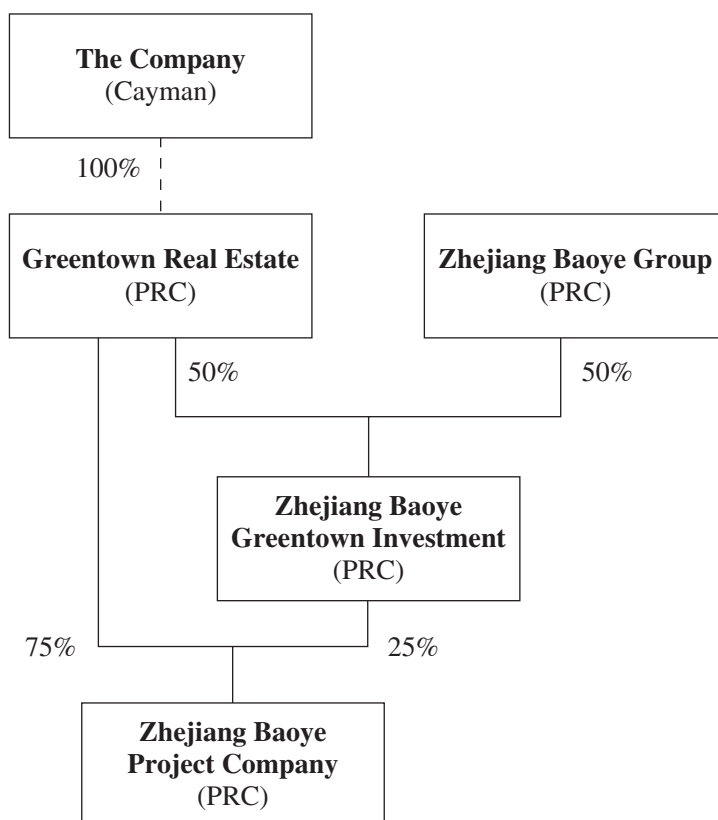 The Company
(Cayman)
100%
Greentown Real Estate
(PRC)
Zhejiang Baoye Group
(PRC)
50%
50%
Zhejiang Baoye
Greentown Investment
(PRC)
75%
25%
Zhejiang Baoye
Project Company
(PRC)